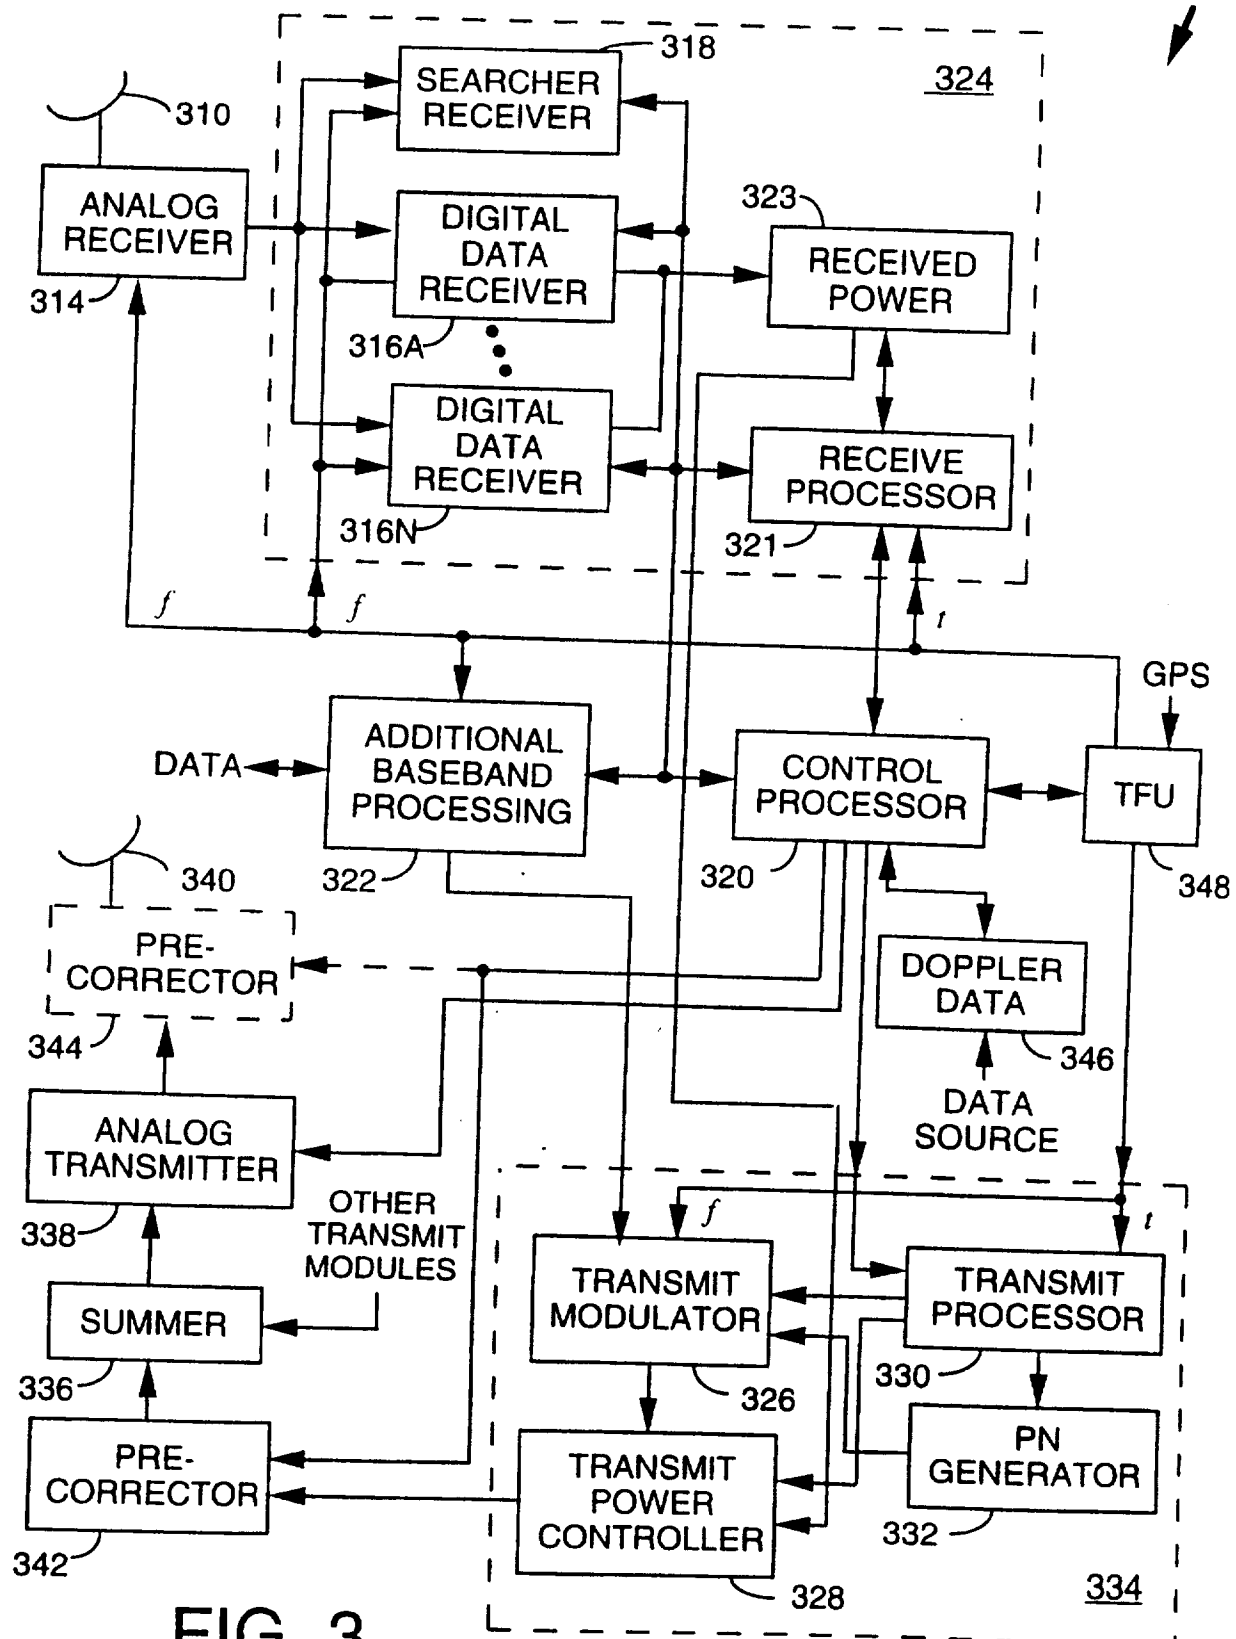 318
SEARCHER
RECEIVER
324
310
ANALOG
RECEIVER
314
DIGITAL
DATA
RECEIVER
316A
323
RECEIVED
POWER
DIGITAL
DATA
RECEIVER
316N
RECEIVE
PROCESSOR
321
f
f
t
GPS
DATA
ADDITIONAL
BASEBAND
PROCESSING
322
CONTROL
PROCESSOR
320
TFU
348
340
PRE-
CORRECTOR
344
DOPPLER
DATA
346
DATA
SOURCE
ANALOG
TRANSMITTER
338
OTHER
TRANSMIT
MODULES
f
t
SUMMER
336
TRANSMIT
MODULATOR
326
TRANSMIT
PROCESSOR
330
PRE-
CORRECTOR
342
TRANSMIT
POWER
CONTROLLER
328
PN
GENERATOR
332
334
FIG. 3